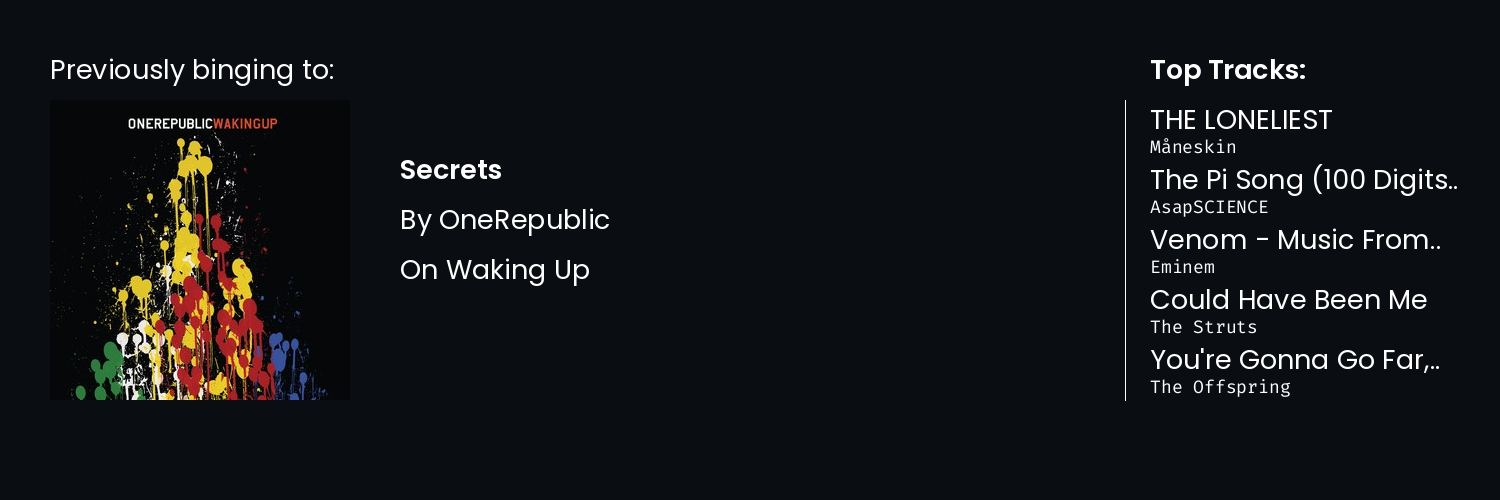 Previously binging to:
ONEREPUBLICWAKINGUP
Secrets
By OneRepublic
On Waking Up
Top Tracks:
THE LONELIEST
Måneskin
The Pi Song (100 Digits..
AsapSCIENCE
Venom - Music From..
Eminem
Could Have Been Me
The Struts
You're Gonna Go Far,..
The Offspring